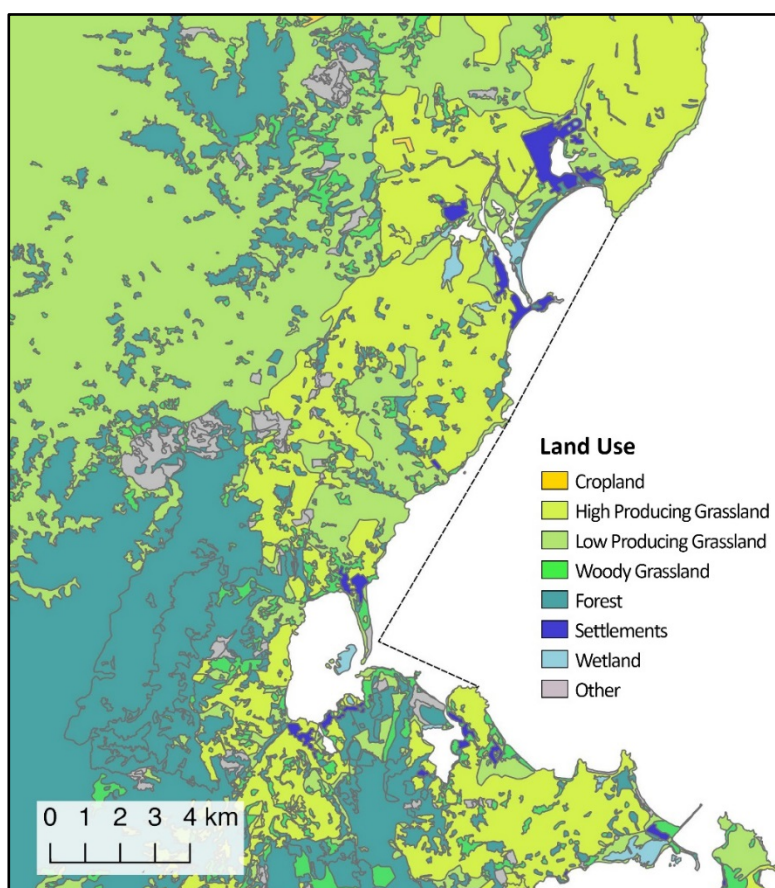 Land Use
Cropland
High Producing Grassland
Low Producing Grassland
Woody Grassland
Forest
Settlements
Wetland
Other
0 1 2 3 4 km